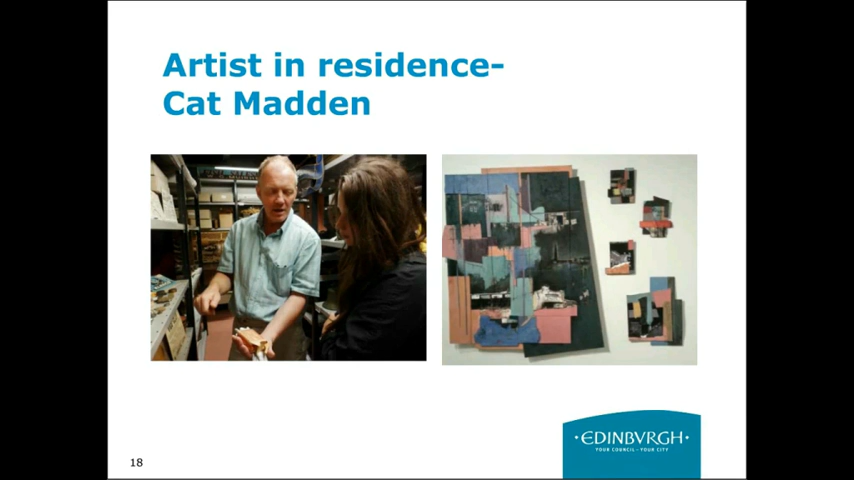 Artist in residence-
Cat Madden
•EDINBVRGH•
YOUR COUNCIL – YOUR CITY
18